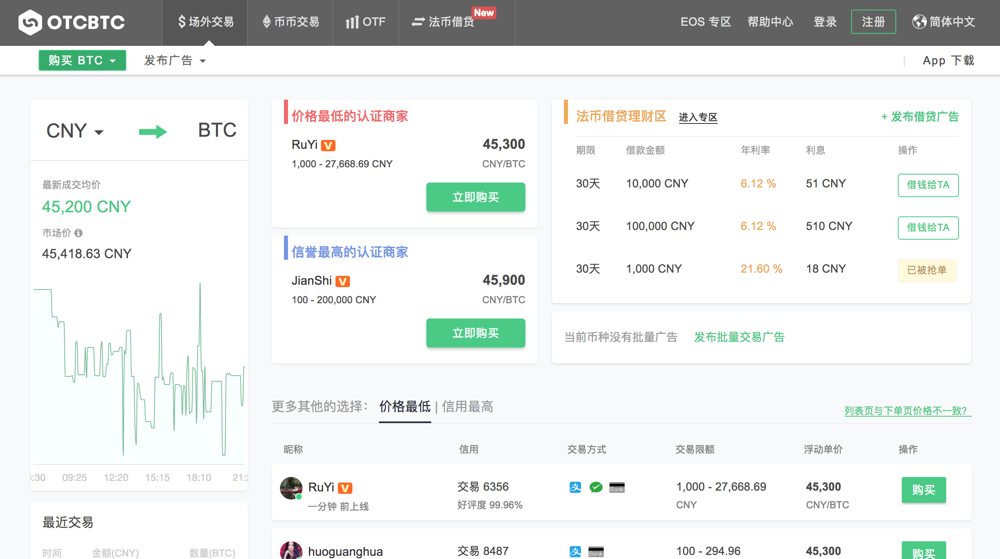 OTCBTC
$ 场外交易
币币交易
OTF
法币借贷
New
EOS 专区
帮助中心
登录
注册
简体中文
购买 BTC
发布广告
App 下载
CNY
BTC
最新成交均价
45,200 CNY
市场价
45,418.63 CNY
:30 09:25 12:20 15:15 18:10 21:2
最近交易
时间 金额(CNY) 数量(BTC)
价格最低的认证商家
RuYi V 45,300
1,000 - 27,668.69 CNY CNY/BTC
立即购买
信誉最高的认证商家
JianShi V 45,900
100 - 200,000 CNY CNY/BTC
立即购买
法币借贷理财区 进入专区 + 发布借贷广告
期限 借款金额 年利率 利息 操作
30天 10,000 CNY 6.12 % 51 CNY 借钱给TA
30天 100,000 CNY 6.12 % 510 CNY 借钱给TA
30天 1,000 CNY 21.60 % 18 CNY 已被抢单
当前币种没有批量广告 发布批量交易广告
更多其他的选择： 价格最低 | 信用最高
列表页与下单页价格不一致？
昵称 信用 交易方式 交易限额 浮动单价 操作
RuYi V 交易 6356 支 Bank 1,000 - 27,668.69 45,300 购买
一分钟 前上线 好评度 99.96% CNY CNY/BTC
huoguanghua 交易 8487 支 Bank 100 - 294.96 45,300 购买